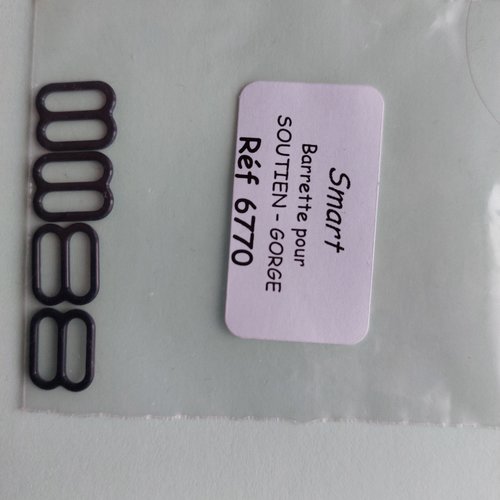 Smart
Barrette pour
SOUTIEN - GORGE
Réf 6770